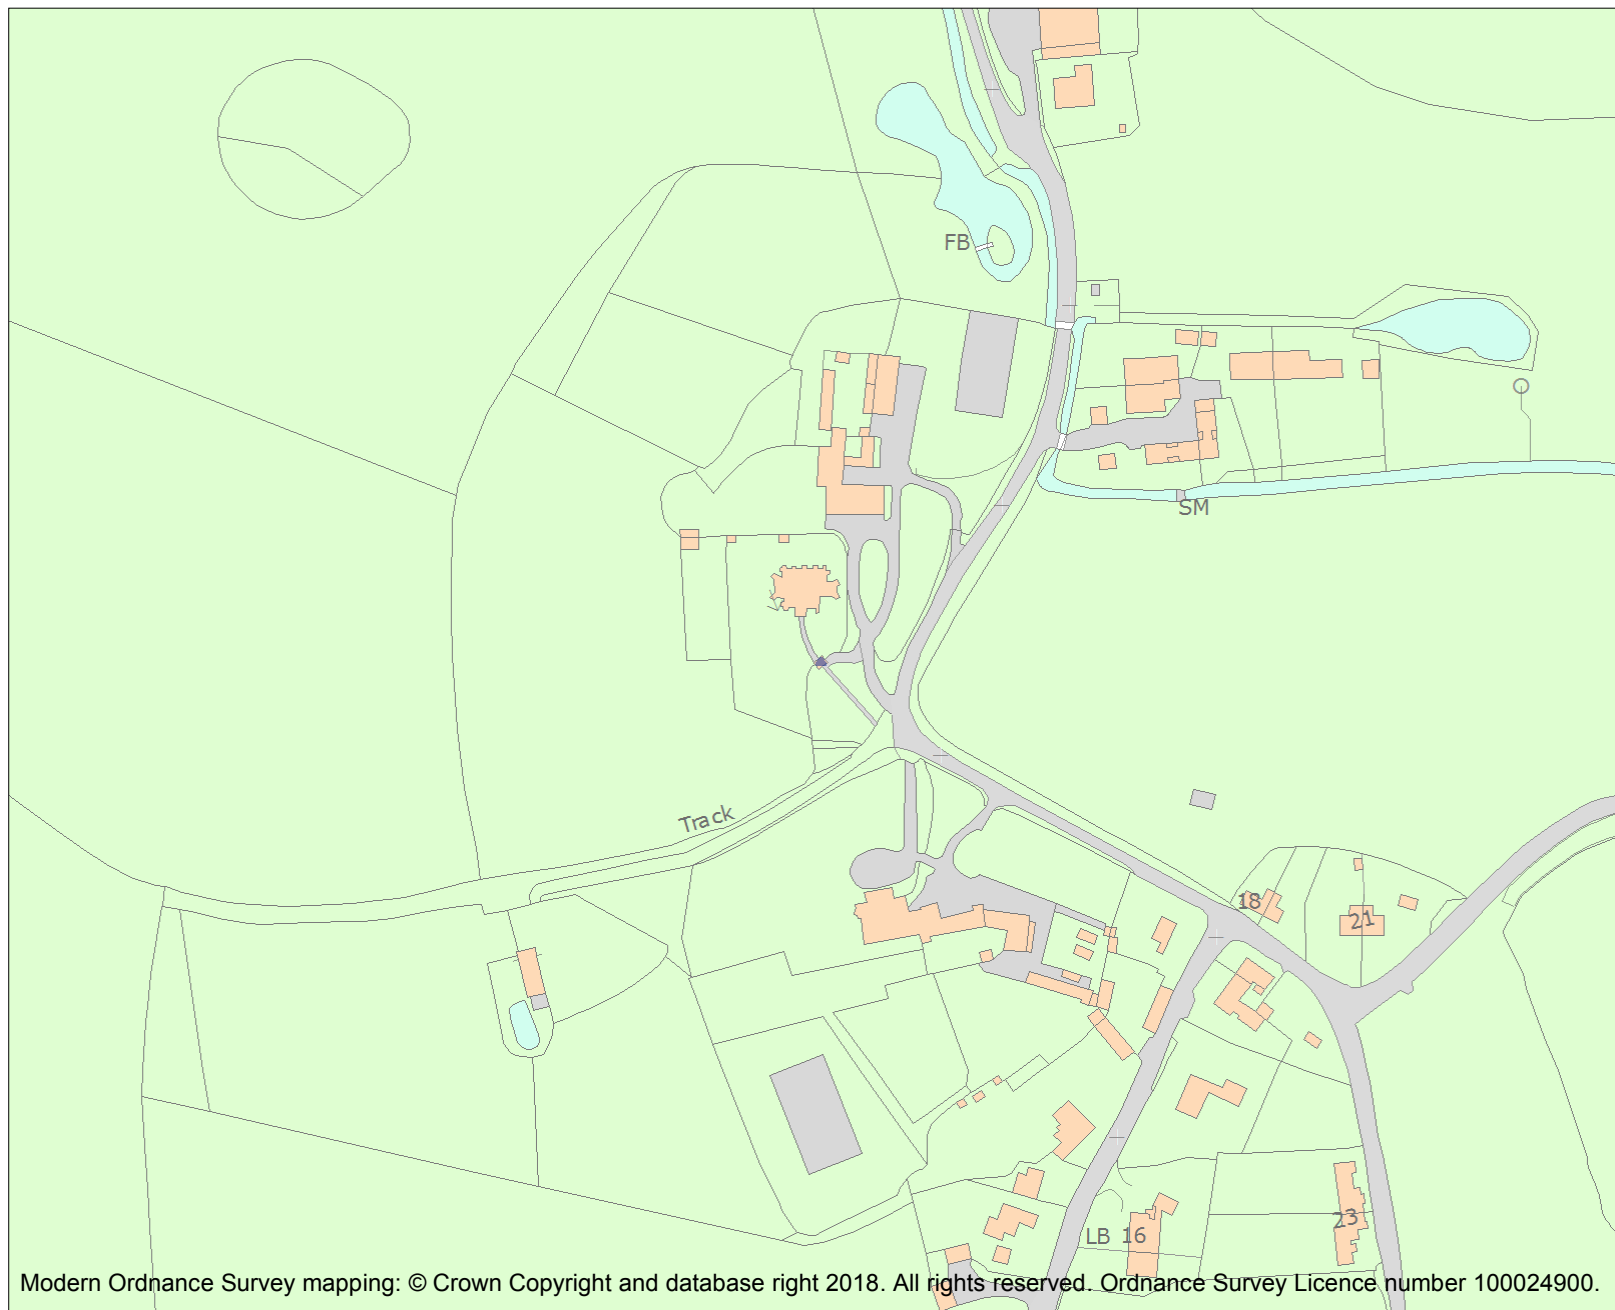 FB
SM
Track
18
21
23
LB 16
Modern Ordnance Survey mapping: © Crown Copyright and database right 2018. All rights reserved. Ordnance Survey Licence number 100024900.